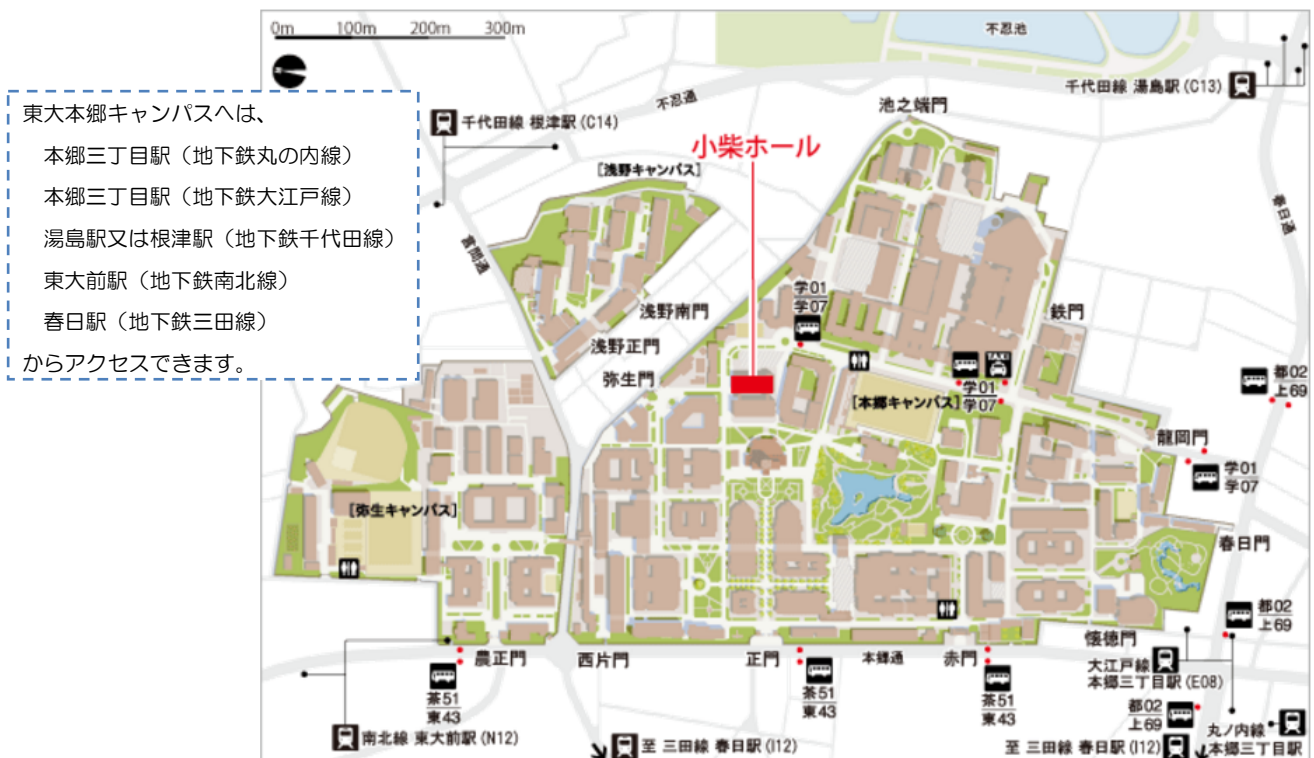 0m 100m 200m 300m
不忍池
千代田線 湯島駅(C13)
東大本郷キャンパスへは、
本郷三丁目駅（地下鉄丸の内線）
本郷三丁目駅（地下鉄大江戸線）
湯島駅又は根津駅（地下鉄千代田線）
東大前駅（地下鉄南北線）
春日駅（地下鉄三田線）
からアクセスできます。
不忍通
池之端門
千代田線 根津駅(C14)
小柴ホール
[浅野キャンパス]
春日通
言問通
学01
学07
浅野南門
鉄門
浅野正門
弥生門
TAXI
学01
学07
[本郷キャンパス]
都02
上69
龍岡門
学01
学07
[弥生キャンパス]
春日門
都02
上69
懐徳門
農正門
西片門
正門
本郷通
赤門
大江戸線
本郷三丁目駅(E08)
茶51
東43
茶51
東43
茶51
東43
都02
上69
南北線 東大前駅(N12)
至 三田線 春日駅(I12)
至 三田線 春日駅(I12)
丸ノ内線
本郷三丁目駅